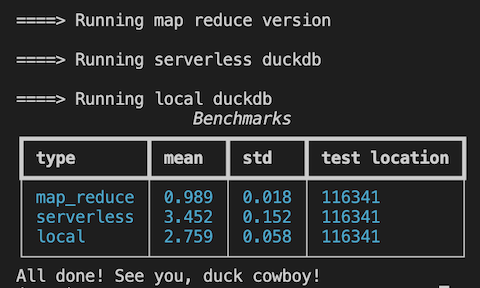 ====> Running map reduce version
====> Running serverless duckdb
====> Running local duckdb
Benchmarks
type mean std test location
map_reduce 0.989 0.018 116341
serverless 3.452 0.152 116341
local 2.759 0.058 116341
All done! See you, duck cowboy!